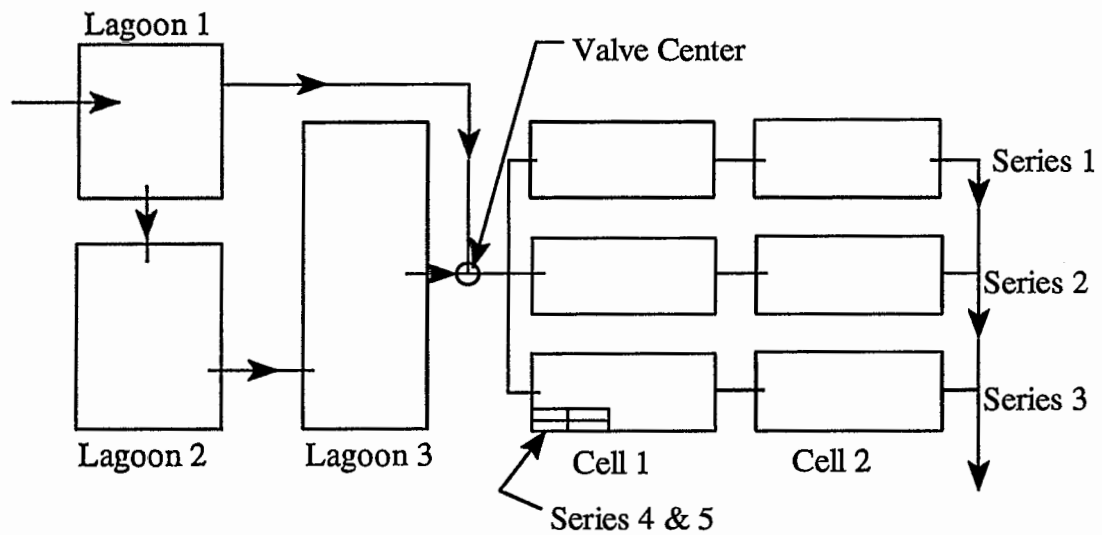 Lagoon 1
Valve Center
Series 1
Series 2
Series 3
Lagoon 2
Lagoon 3
Cell 1
Cell 2
Series 4 & 5